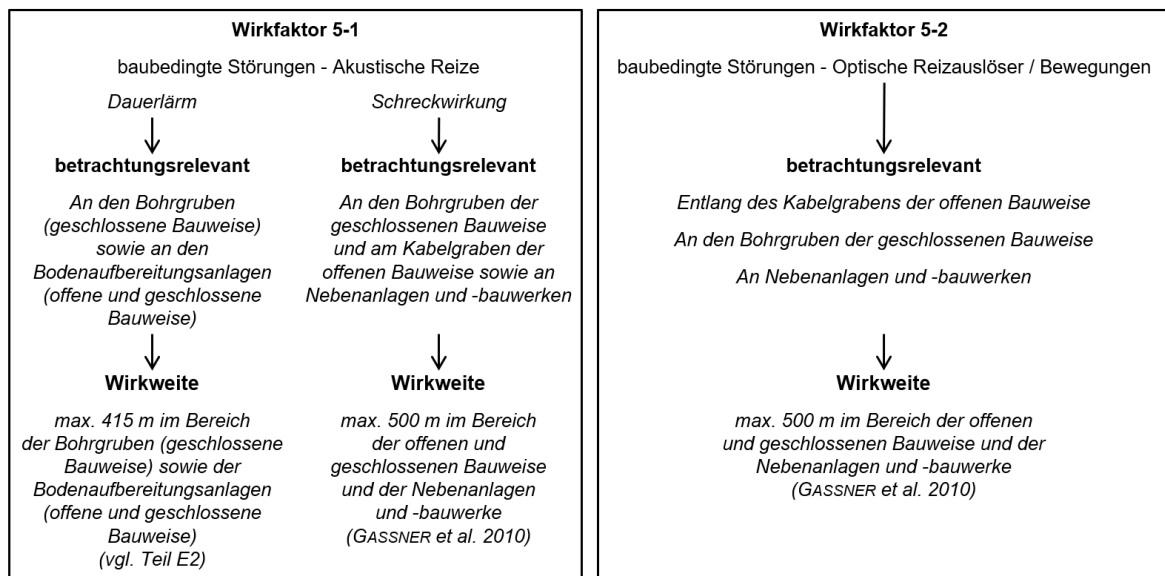 Wirkfaktor 5-1
baubedingte Störungen - Akustische Reize
Dauerlärm
betrachtungsrelevant
An den Bohrgruben
(geschlossene Bauweise)
sowie an den
Bodenaufbereitungsanlagen
(offene und geschlossene
Bauweise)
Wirkweite
max. 415 m im Bereich
der Bohrgruben (geschlossene
Bauweise) sowie der
Bodenaufbereitungsanlagen
(offene und geschlossene
Bauweise)
(vgl. Teil E2)
Schreckwirkung
betrachtungsrelevant
An den Bohrgruben der
geschlossenen Bauweise
und am Kabelgraben der
offenen Bauweise sowie an
Nebenanlagen und -bauwerken
Wirkweite
max. 500 m im Bereich
der offenen und
geschlossenen Bauweise
und der Nebenanlagen
und -bauwerke
(GASSNER et al. 2010)
Wirkfaktor 5-2
baubedingte Störungen - Optische Reizauslöser / Bewegungen
betrachtungsrelevant
Entlang des Kabelgrabens der offenen Bauweise
An den Bohrgruben der geschlossenen Bauweise
An Nebenanlagen und -bauwerken
Wirkweite
max. 500 m im Bereich der offenen
und geschlossenen Bauweise und der
Nebenanlagen und -bauwerke
(GASSNER et al. 2010)